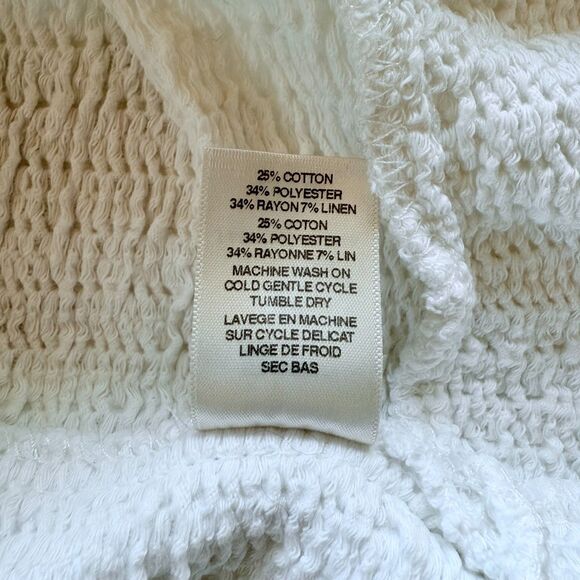 25% COTTON
34% POLYESTER
34% RAYON 7% LINEN
25% COTON
34% POLYESTER
34% RAYONNE 7% LIN
MACHINE WASH ON
COLD GENTLE CYCLE
TUMBLE DRY
LAVEGE EN MACHINE
SUR CYCLE DELICAT
LINGE DE FROID
SEC BAS